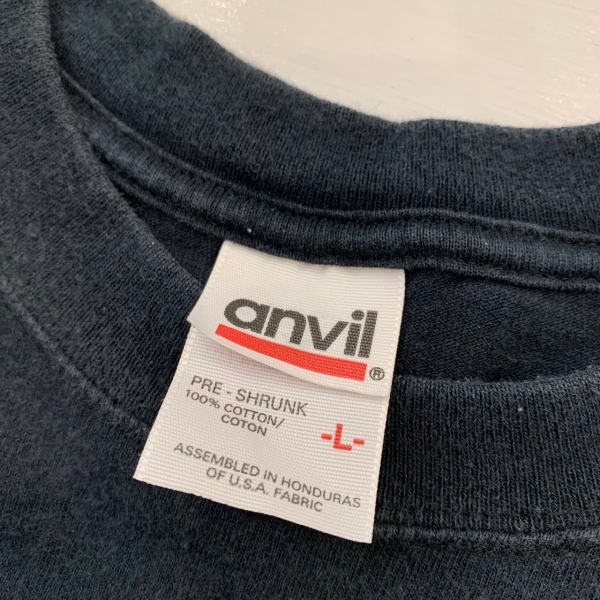 anvil®
PRE - SHRUNK
100% COTTON/
COTON
-L-
ASSEMBLED IN HONDURAS
OF U.S.A. FABRIC